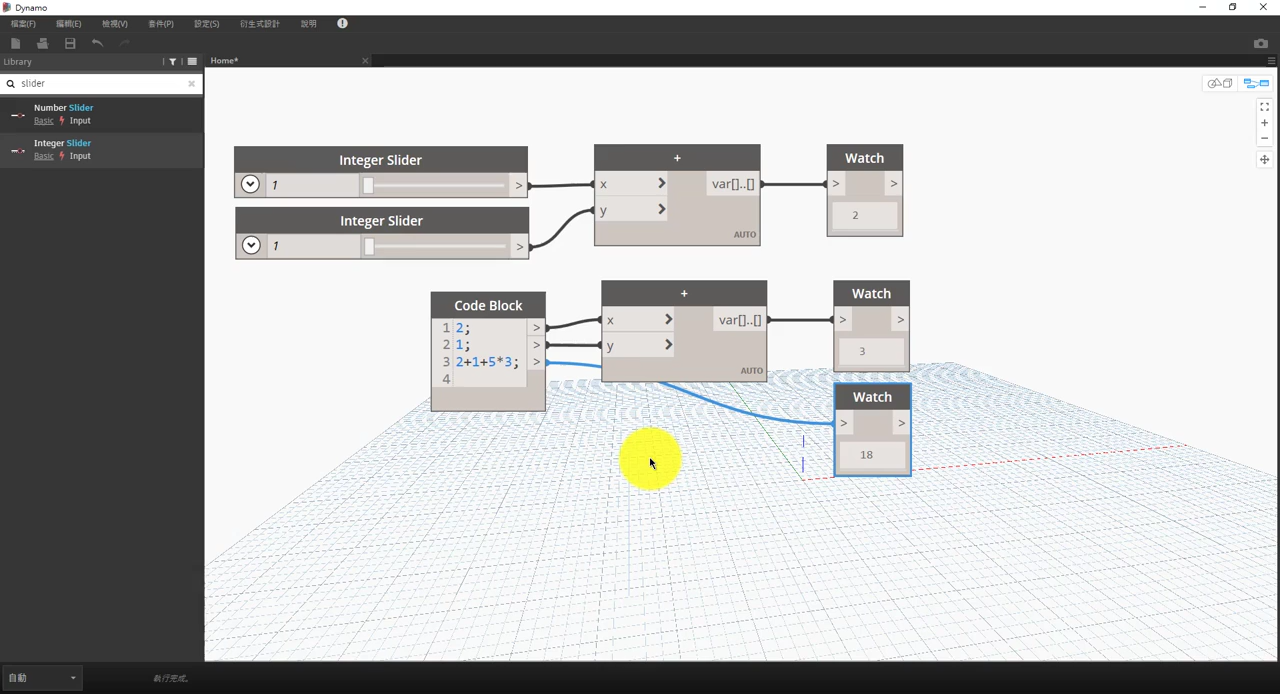 Dynamo
檔案(F) 編輯(E) 檢視(V) 套件(P) 設定(S) 衍生式設計 說明
Library
Home*
slider
Number Slider
Basic Input
Integer Slider
Basic Input
Integer Slider
1 >
Integer Slider
1 >
+
x > var[]..[]
y >
AUTO
Watch
> >
2
Code Block
1 2; >
2 1; >
3 2+1+5*3; >
4
+
x > var[]..[]
y >
AUTO
Watch
> >
3
Watch
> >
18
自動
執行完成。